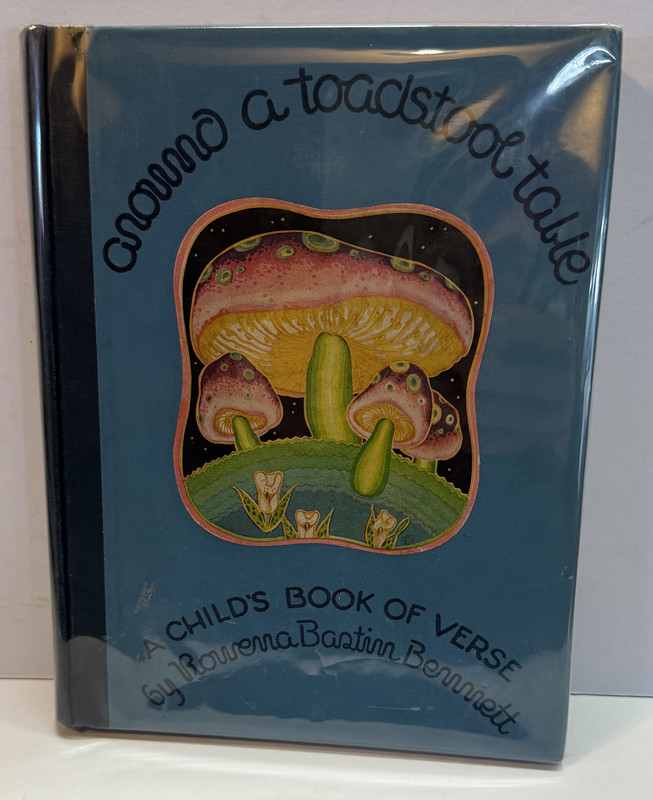 around a toadstool table
A CHILD'S BOOK OF VERSE
by Rowena Bastin Bennett